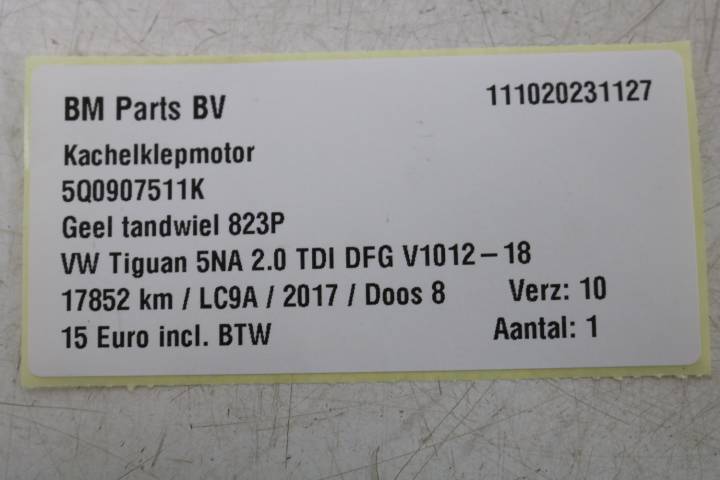 BM Parts BV 111020231127
Kachelklepmotor
5Q0907511K
Geel tandwiel 823P
VW Tiguan 5NA 2.0 TDI DFG V1012-18
17852 km / LC9A / 2017 / Doos 8 Verz: 10
15 Euro incl. BTW Aantal: 1